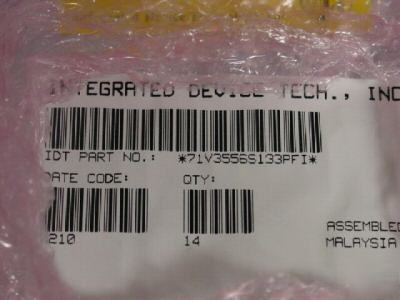 INTEGRATED DEVICE TECH., INC
IDT PART NO.: *71V3556S133PFI*
DATE CODE: QTY:
210 14
ASSEMBLED
MALAYSIA